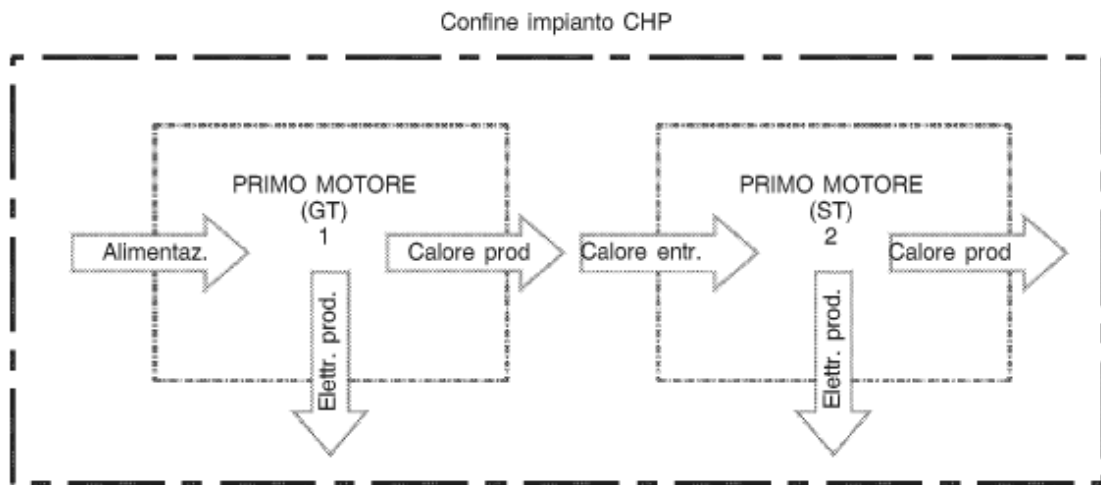 Confine impianto CHP
PRIMO MOTORE
(GT)
1
Alimentaz.
Calore prod
Elettr. prod.
Calore entr.
PRIMO MOTORE
(ST)
2
Calore prod
Elettr. prod.